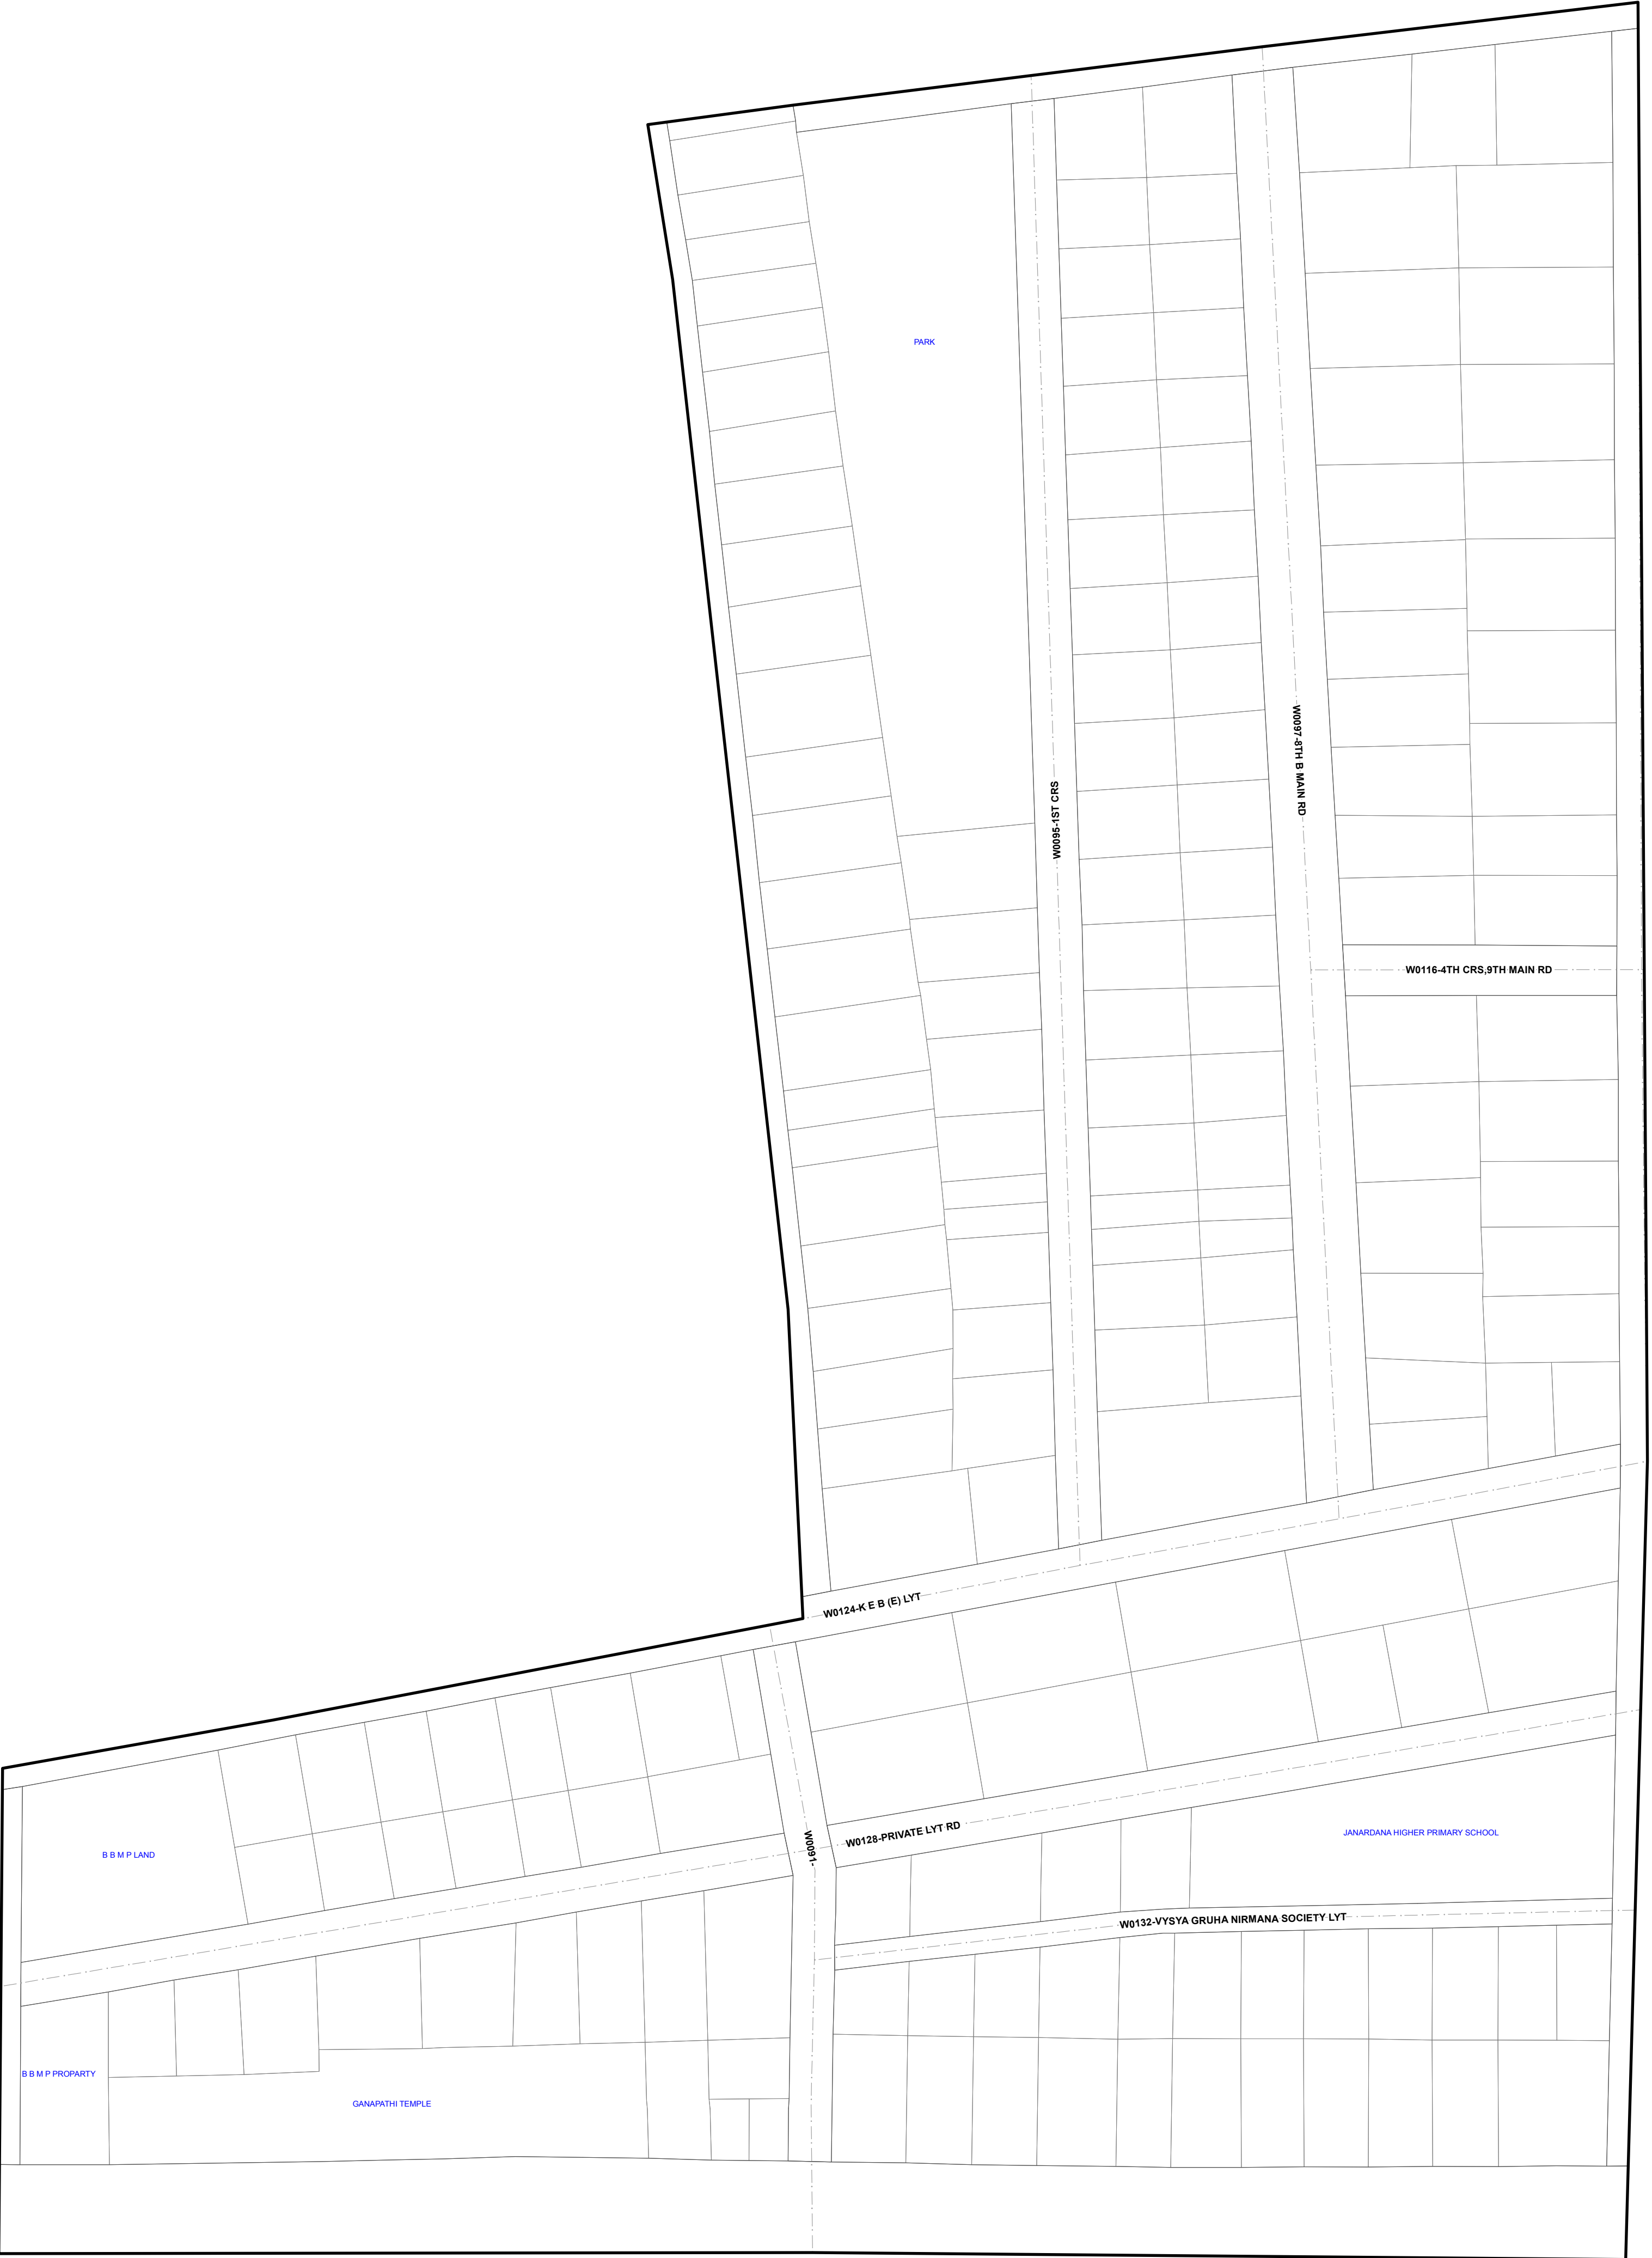 PARK
W0097-8TH B MAIN RD
W0095-1ST CRS
W0116-4TH CRS,9TH MAIN RD
W0124-K E B (E) LYT
W0128-PRIVATE LYT RD
JANARDANA HIGHER PRIMARY SCHOOL
W0091-
B B M P LAND
W0132-VYSYA GRUHA NIRMANA SOCIETY LYT
B B M P PROPARTY
GANAPATHI TEMPLE